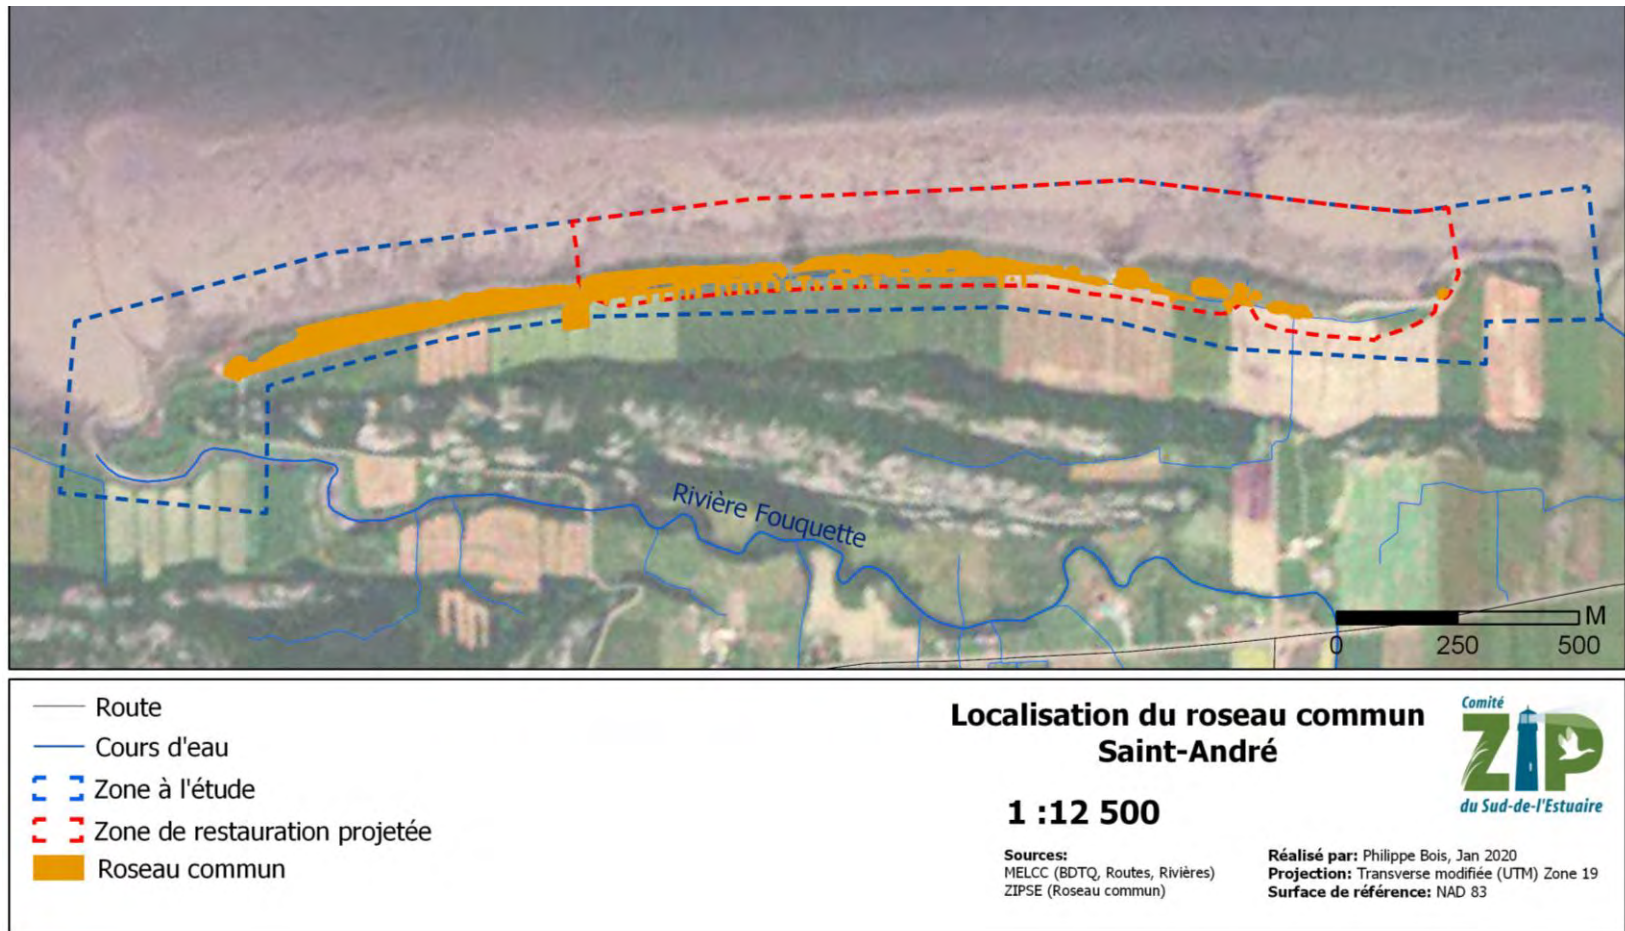 Rivière Fouquette
M
0 250 500
Route
Cours d'eau
Zone à l'étude
Zone de restauration projetée
Roseau commun
Localisation du roseau commun
Saint-André
1 :12 500
Sources:
MELCC (BDTQ, Routes, Rivières)
ZIPSE (Roseau commun)
Réalisé par: Philippe Bois, Jan 2020
Projection: Transverse modifiée (UTM) Zone 19
Surface de référence: NAD 83
Comité
ZIP
du Sud-de-l'Estuaire